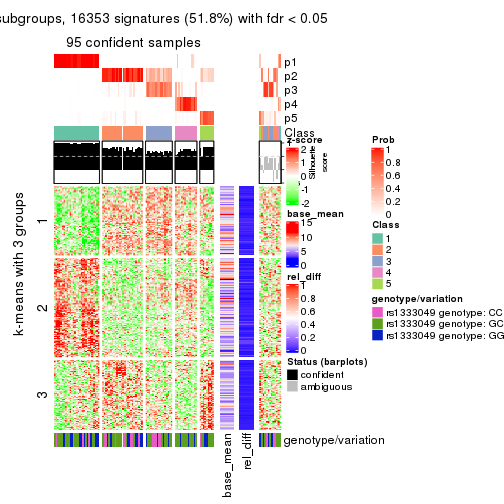 subgroups, 16353 signatures (51.8%) with fdr < 0.05
95 confident samples
p1
p2
p3
p4
p5
Class
Silhouette
score
k-means with 3 groups
1
2
3
base_mean
rel_diff
genotype/variation
z-score
2
1
0
-1
-2
base_mean
15
10
5
0
rel_diff
1
0.8
0.6
0.4
0.2
0
Status (barplots)
confident
ambiguous
Prob
1
0.8
0.6
0.4
0.2
0
Class
1
2
3
4
5
genotype/variation
rs1333049 genotype: CC
rs1333049 genotype: GC
rs1333049 genotype: GG